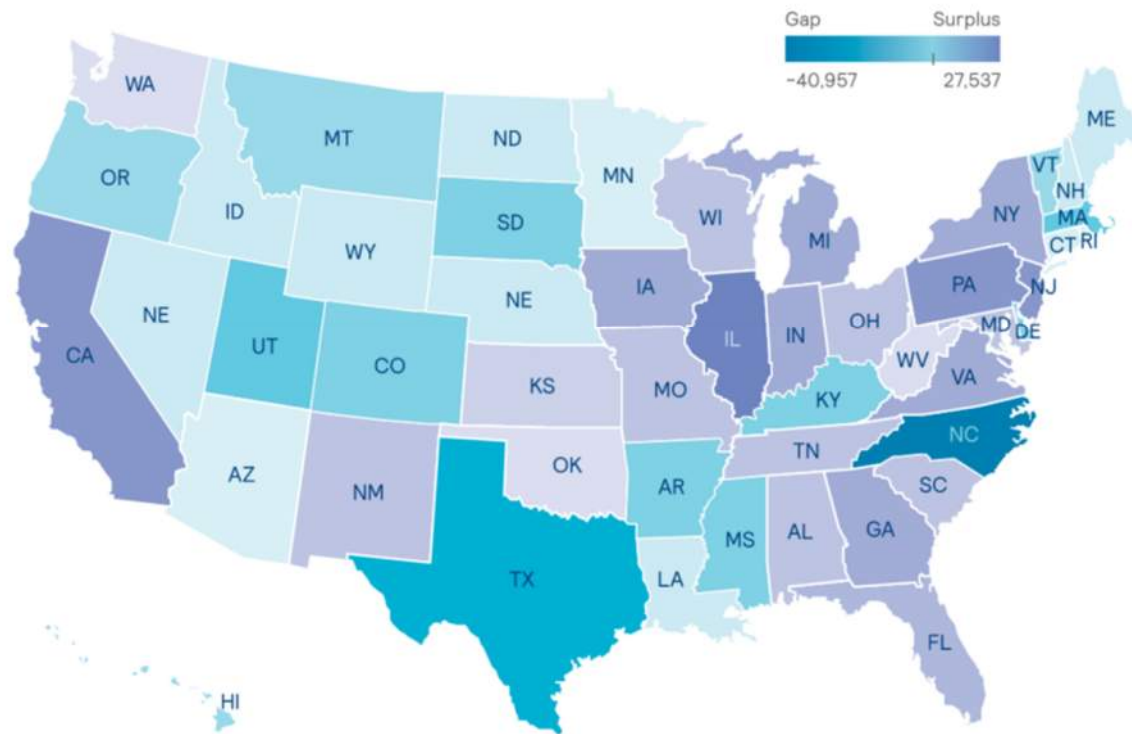 Gap Surplus
−40,957 27,537
WA
ME
MT
ND
VT
OR
MN
NH
ID
SD
WI
NY
MA
WY
MI
CT RI
IA
PA
NJ
NE
NE
OH
MD
DE
UT
IL
IN
CA
CO
WV
VA
KS
MO
KY
NC
TN
OK
AZ
NM
AR
SC
MS
AL
GA
TX
LA
FL
HI